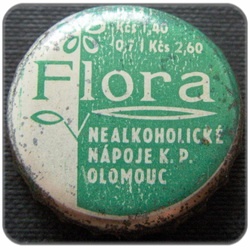 Kčs 1,40
0,7 l Kčs 2,60
Flora
NEALKOHOLICKÉ
NÁPOJE K. P.
OLOMOUC